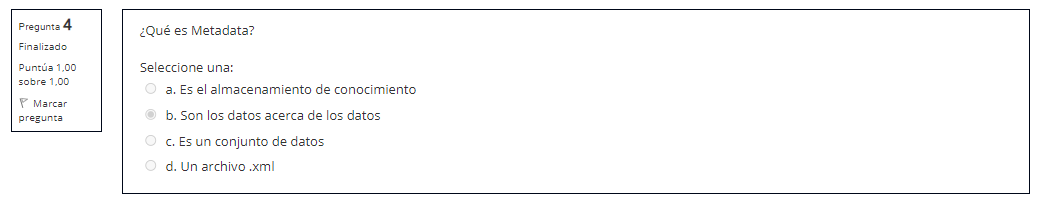 Pregunta 4
Finalizado
Puntúa 1,00
sobre 1,00
Marcar
pregunta
¿Qué es Metadata?
Seleccione una:
a. Es el almacenamiento de conocimiento
b. Son los datos acerca de los datos
c. Es un conjunto de datos
d. Un archivo .xml